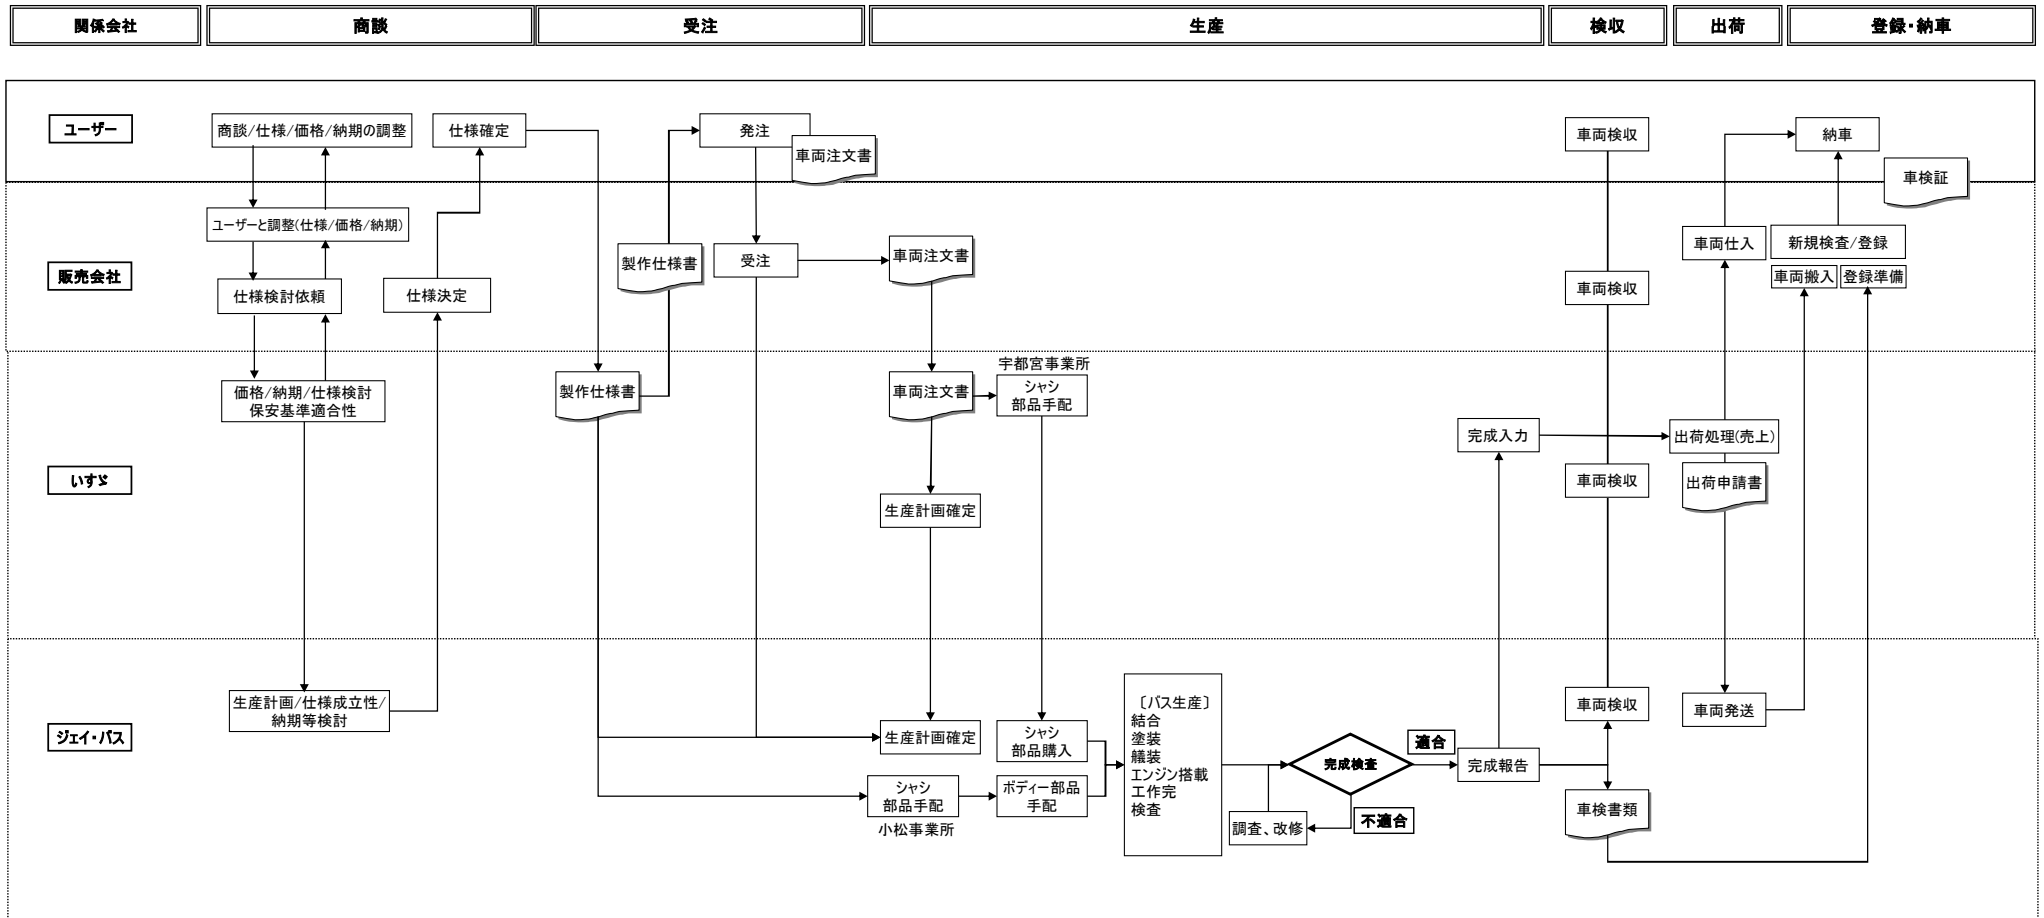 関係会社
商談
受注
生産
検収
出荷
登録・納車
ユーザー
商談/仕様/価格/納期の調整
仕様確定
発注
車両注文書
車両検収
納車
車検証
販売会社
ユーザーと調整(仕様/価格/納期)
仕様検討依頼
仕様決定
製作仕様書
受注
車両注文書
車両検収
車両仕入
新規検査/登録
車両搬入
登録準備
いすゞ
価格/納期/仕様検討
保安基準適合性
製作仕様書
車両注文書
宇都宮事業所
シャシ
部品手配
生産計画確定
完成入力
車両検収
出荷処理(売上)
出荷申請書
ジェイ・バス
生産計画/仕様成立性/
納期等検討
生産計画確定
シャシ
部品購入
シャシ
部品手配
小松事業所
ボディー部品
手配
〔バス生産〕
結合
塗装
艤装
エンジン搭載
工作完
検査
完成検査
適合
不適合
調査、改修
完成報告
車両検収
車検書類
車両発送